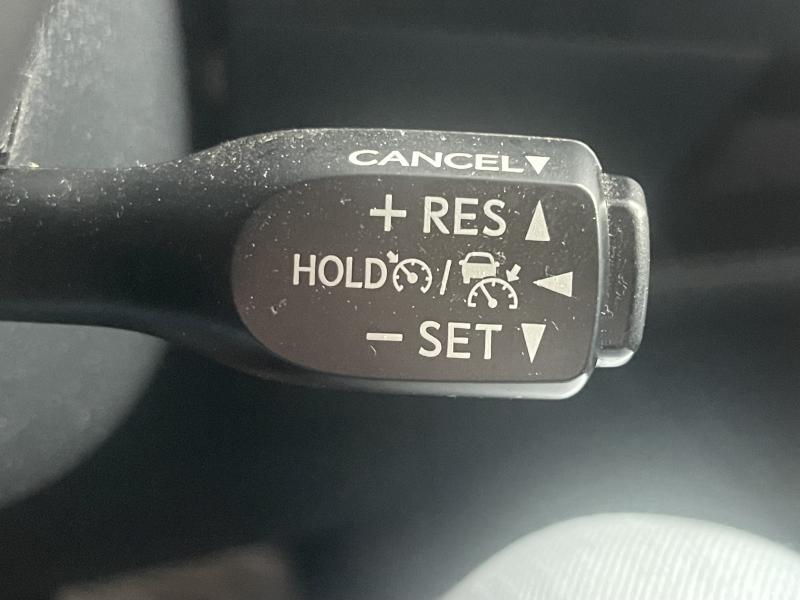 CANCEL▼
+ RES ▲
HOLD / ◀
− SET ▼